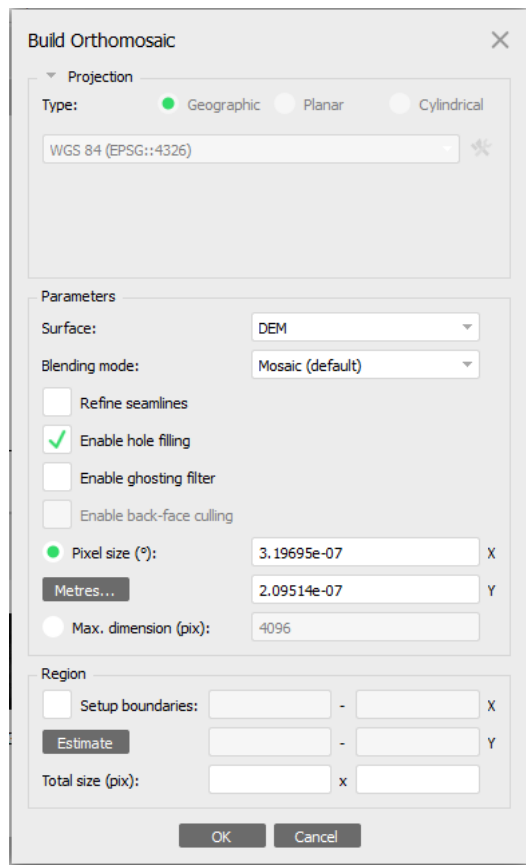 Build Orthomosaic
Projection
Type: Geographic Planar Cylindrical
WGS 84 (EPSG::4326)
Parameters
Surface: DEM
Blending mode: Mosaic (default)
Refine seamlines
Enable hole filling
Enable ghosting filter
Enable back-face culling
Pixel size (°): 3.19695e-07 X
Metres... 2.09514e-07 Y
Max. dimension (pix): 4096
Region
Setup boundaries: - X
Estimate - Y
Total size (pix): x
OK Cancel